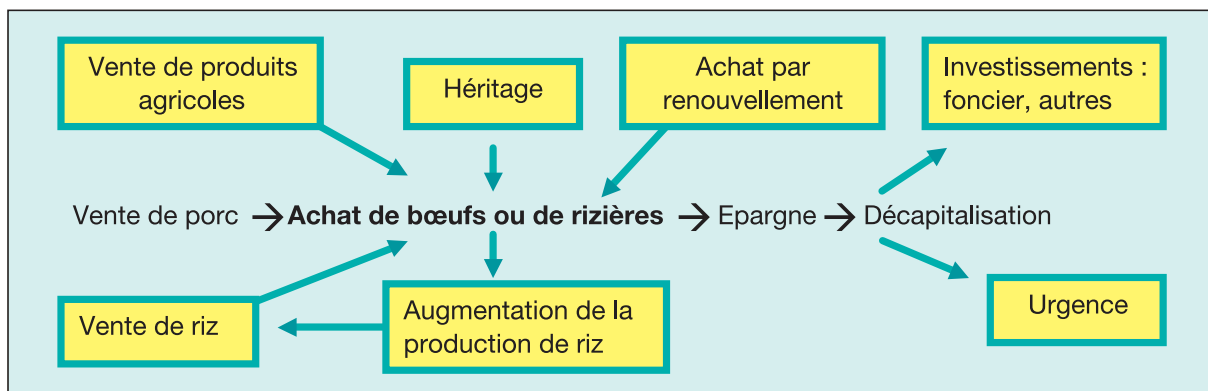 Vente de produits
agricoles
Héritage
Achat par
renouvellement
Investissements :
foncier, autres
Vente de porc → Achat de bœufs ou de rizières → Epargne → Décapitalisation
Vente de riz
Augmentation de la
production de riz
Urgence